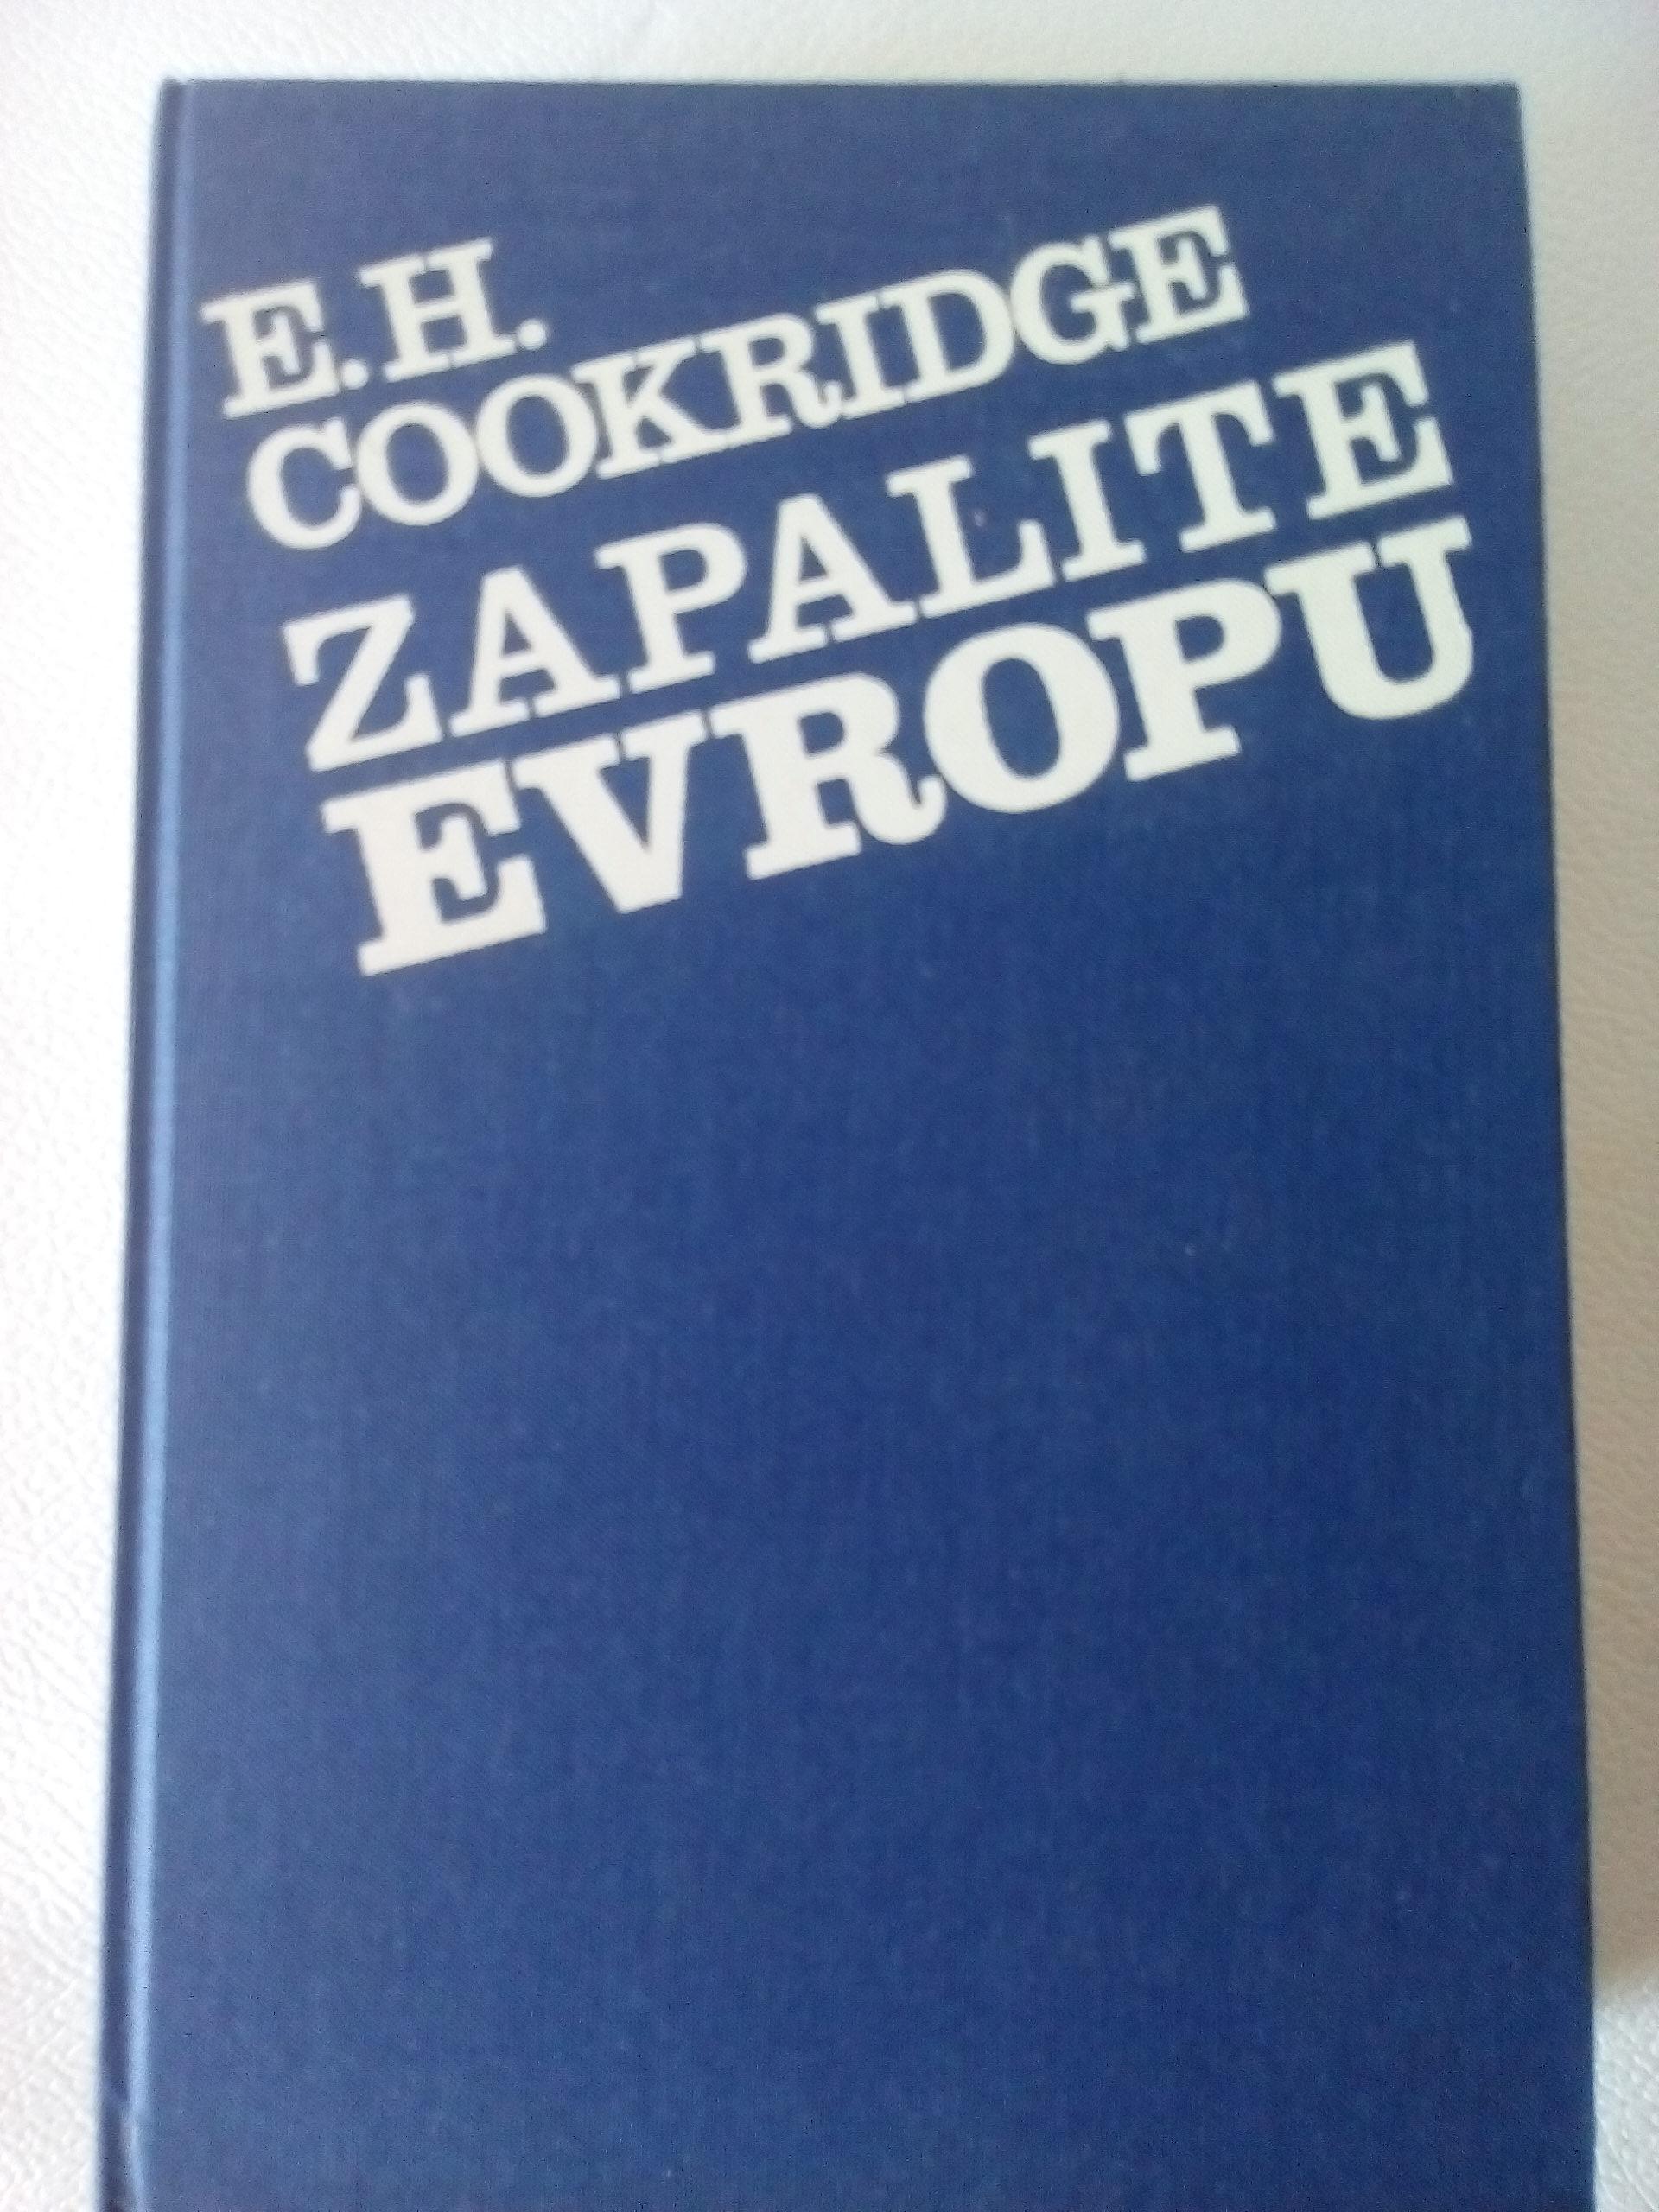 E.H.
COOKRIDGE
ZAPALITE
EVROPU